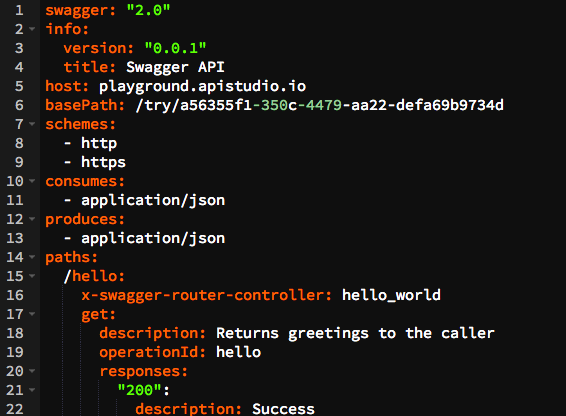 1 swagger: "2.0"
2 info:
3   version: "0.0.1"
4   title: Swagger API
5 host: playground.apistudio.io
6 basePath: /try/a56355f1-350c-4479-aa22-defa69b9734d
7 schemes:
8   - http
9   - https
10 consumes:
11   - application/json
12 produces:
13   - application/json
14 paths:
15   /hello:
16     x-swagger-router-controller: hello_world
17     get:
18       description: Returns greetings to the caller
19       operationId: hello
20       responses:
21         "200":
22           description: Success